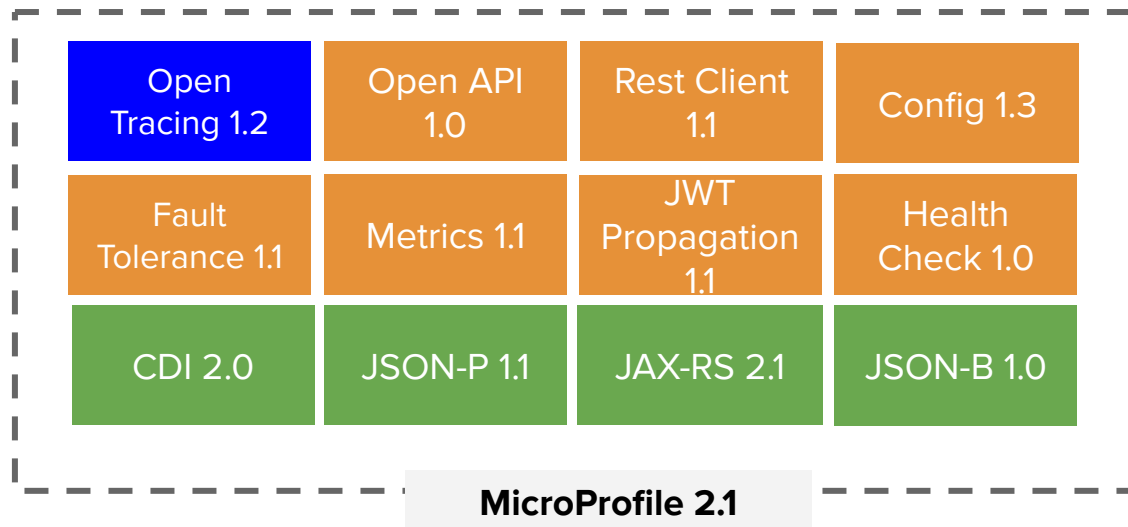 Open
Tracing 1.2
Open API
1.0
Rest Client
1.1
Config 1.3
Fault
Tolerance 1.1
Metrics 1.1
JWT
Propagation
1.1
Health
Check 1.0
CDI 2.0
JSON-P 1.1
JAX-RS 2.1
JSON-B 1.0
MicroProfile 2.1